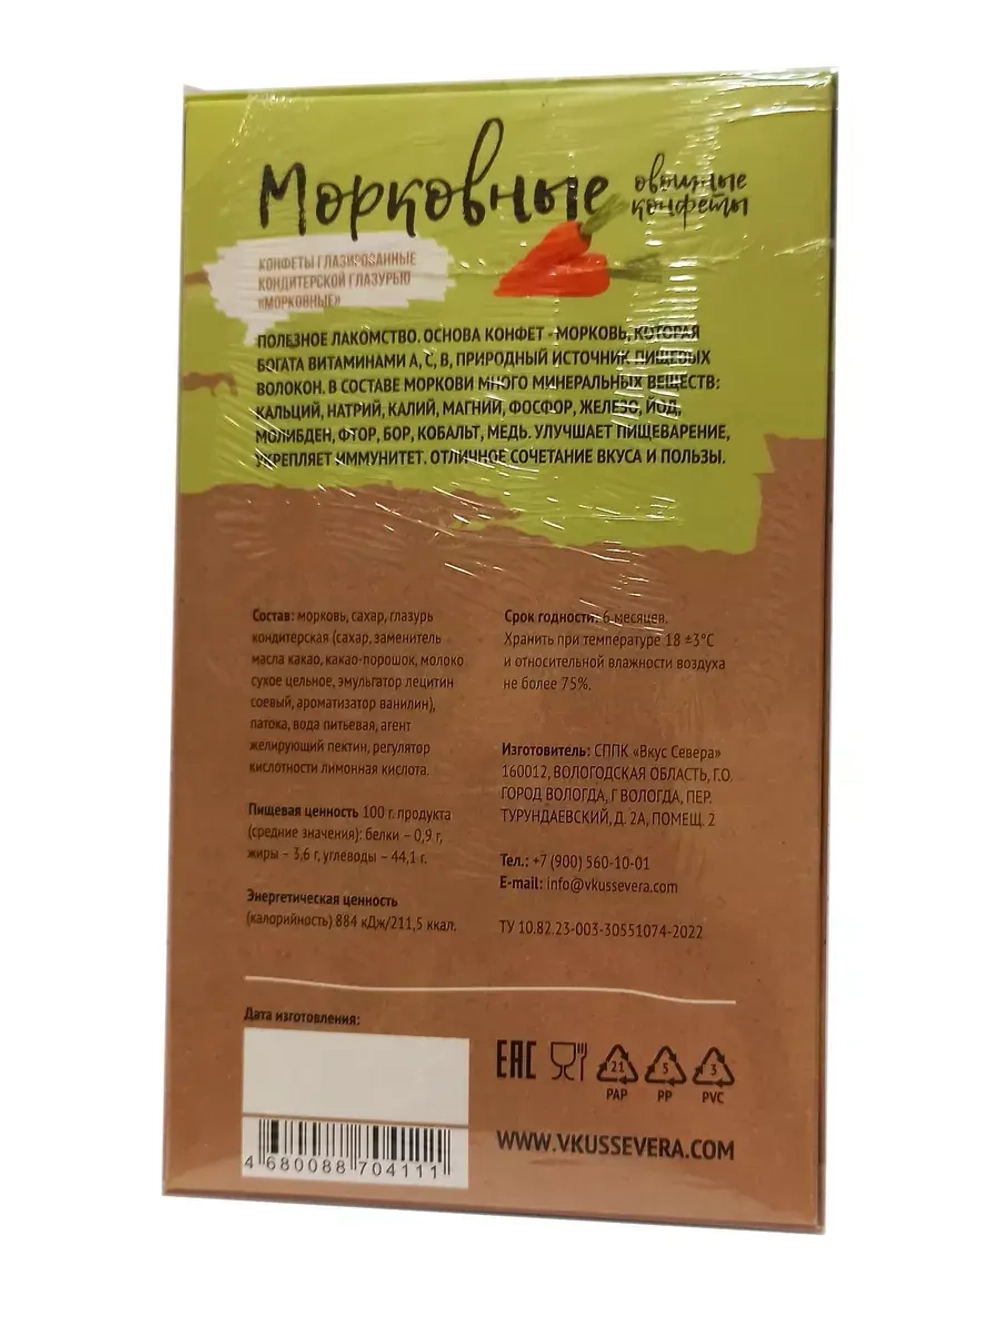 Морковные
овощные
конфеты
КОНФЕТЫ ГЛАЗИРОВАННЫЕ
КОНДИТЕРСКОЙ ГЛАЗУРЬЮ
«МОРКОВНЫЕ»
ПОЛЕЗНОЕ ЛАКОМСТВО. ОСНОВА КОНФЕТ - МОРКОВЬ, КОТОРАЯ
БОГАТА ВИТАМИНАМИ А, С, В, ПРИРОДНЫЙ ИСТОЧНИК ПИЩЕВЫХ
ВОЛОКОН. В СОСТАВЕ МОРКОВИ МНОГО МИНЕРАЛЬНЫХ ВЕЩЕСТВ:
КАЛЬЦИЙ, НАТРИЙ, КАЛИЙ, МАГНИЙ, ФОСФОР, ЖЕЛЕЗО, ЙОД,
МОЛИБДЕН, ФТОР, БОР, КОБАЛЬТ, МЕДЬ. УЛУЧШАЕТ ПИЩЕВАРЕНИЕ,
УКРЕПЛЯЕТ ИММУНИТЕТ. ОТЛИЧНОЕ СОЧЕТАНИЕ ВКУСА И ПОЛЬЗЫ.
Состав: морковь, сахар, глазурь
кондитерская (сахар, заменитель
масла какао, какао-порошок, молоко
сухое цельное, эмульгатор лецитин
соевый, ароматизатор ванилин),
патока, вода питьевая, агент
желирующий пектин, регулятор
кислотности лимонная кислота.
Пищевая ценность 100 г. продукта
(средние значения): белки – 0,9 г,
жиры – 3,6 г, углеводы – 44,1 г.
Энергетическая ценность
(калорийность) 884 кДж/211,5 ккал.
Срок годности: 6 месяцев.
Хранить при температуре 18 ±3°С
и относительной влажности воздуха
не более 75%.
Изготовитель: СППК «Вкус Севера»
160012, ВОЛОГОДСКАЯ ОБЛАСТЬ, Г.О.
ГОРОД ВОЛОГДА, Г ВОЛОГДА, ПЕР.
ТУРУНДАЕВСКИЙ, Д. 2А, ПОМЕЩ. 2
Тел.: +7 (900) 560-10-01
E-mail: info@vkussevera.com
ТУ 10.82.23-003-30551074-2022
Дата изготовления:
4 680088 704111
EAC
21 5 3
PAP PP PVC
WWW.VKUSSEVERA.COM